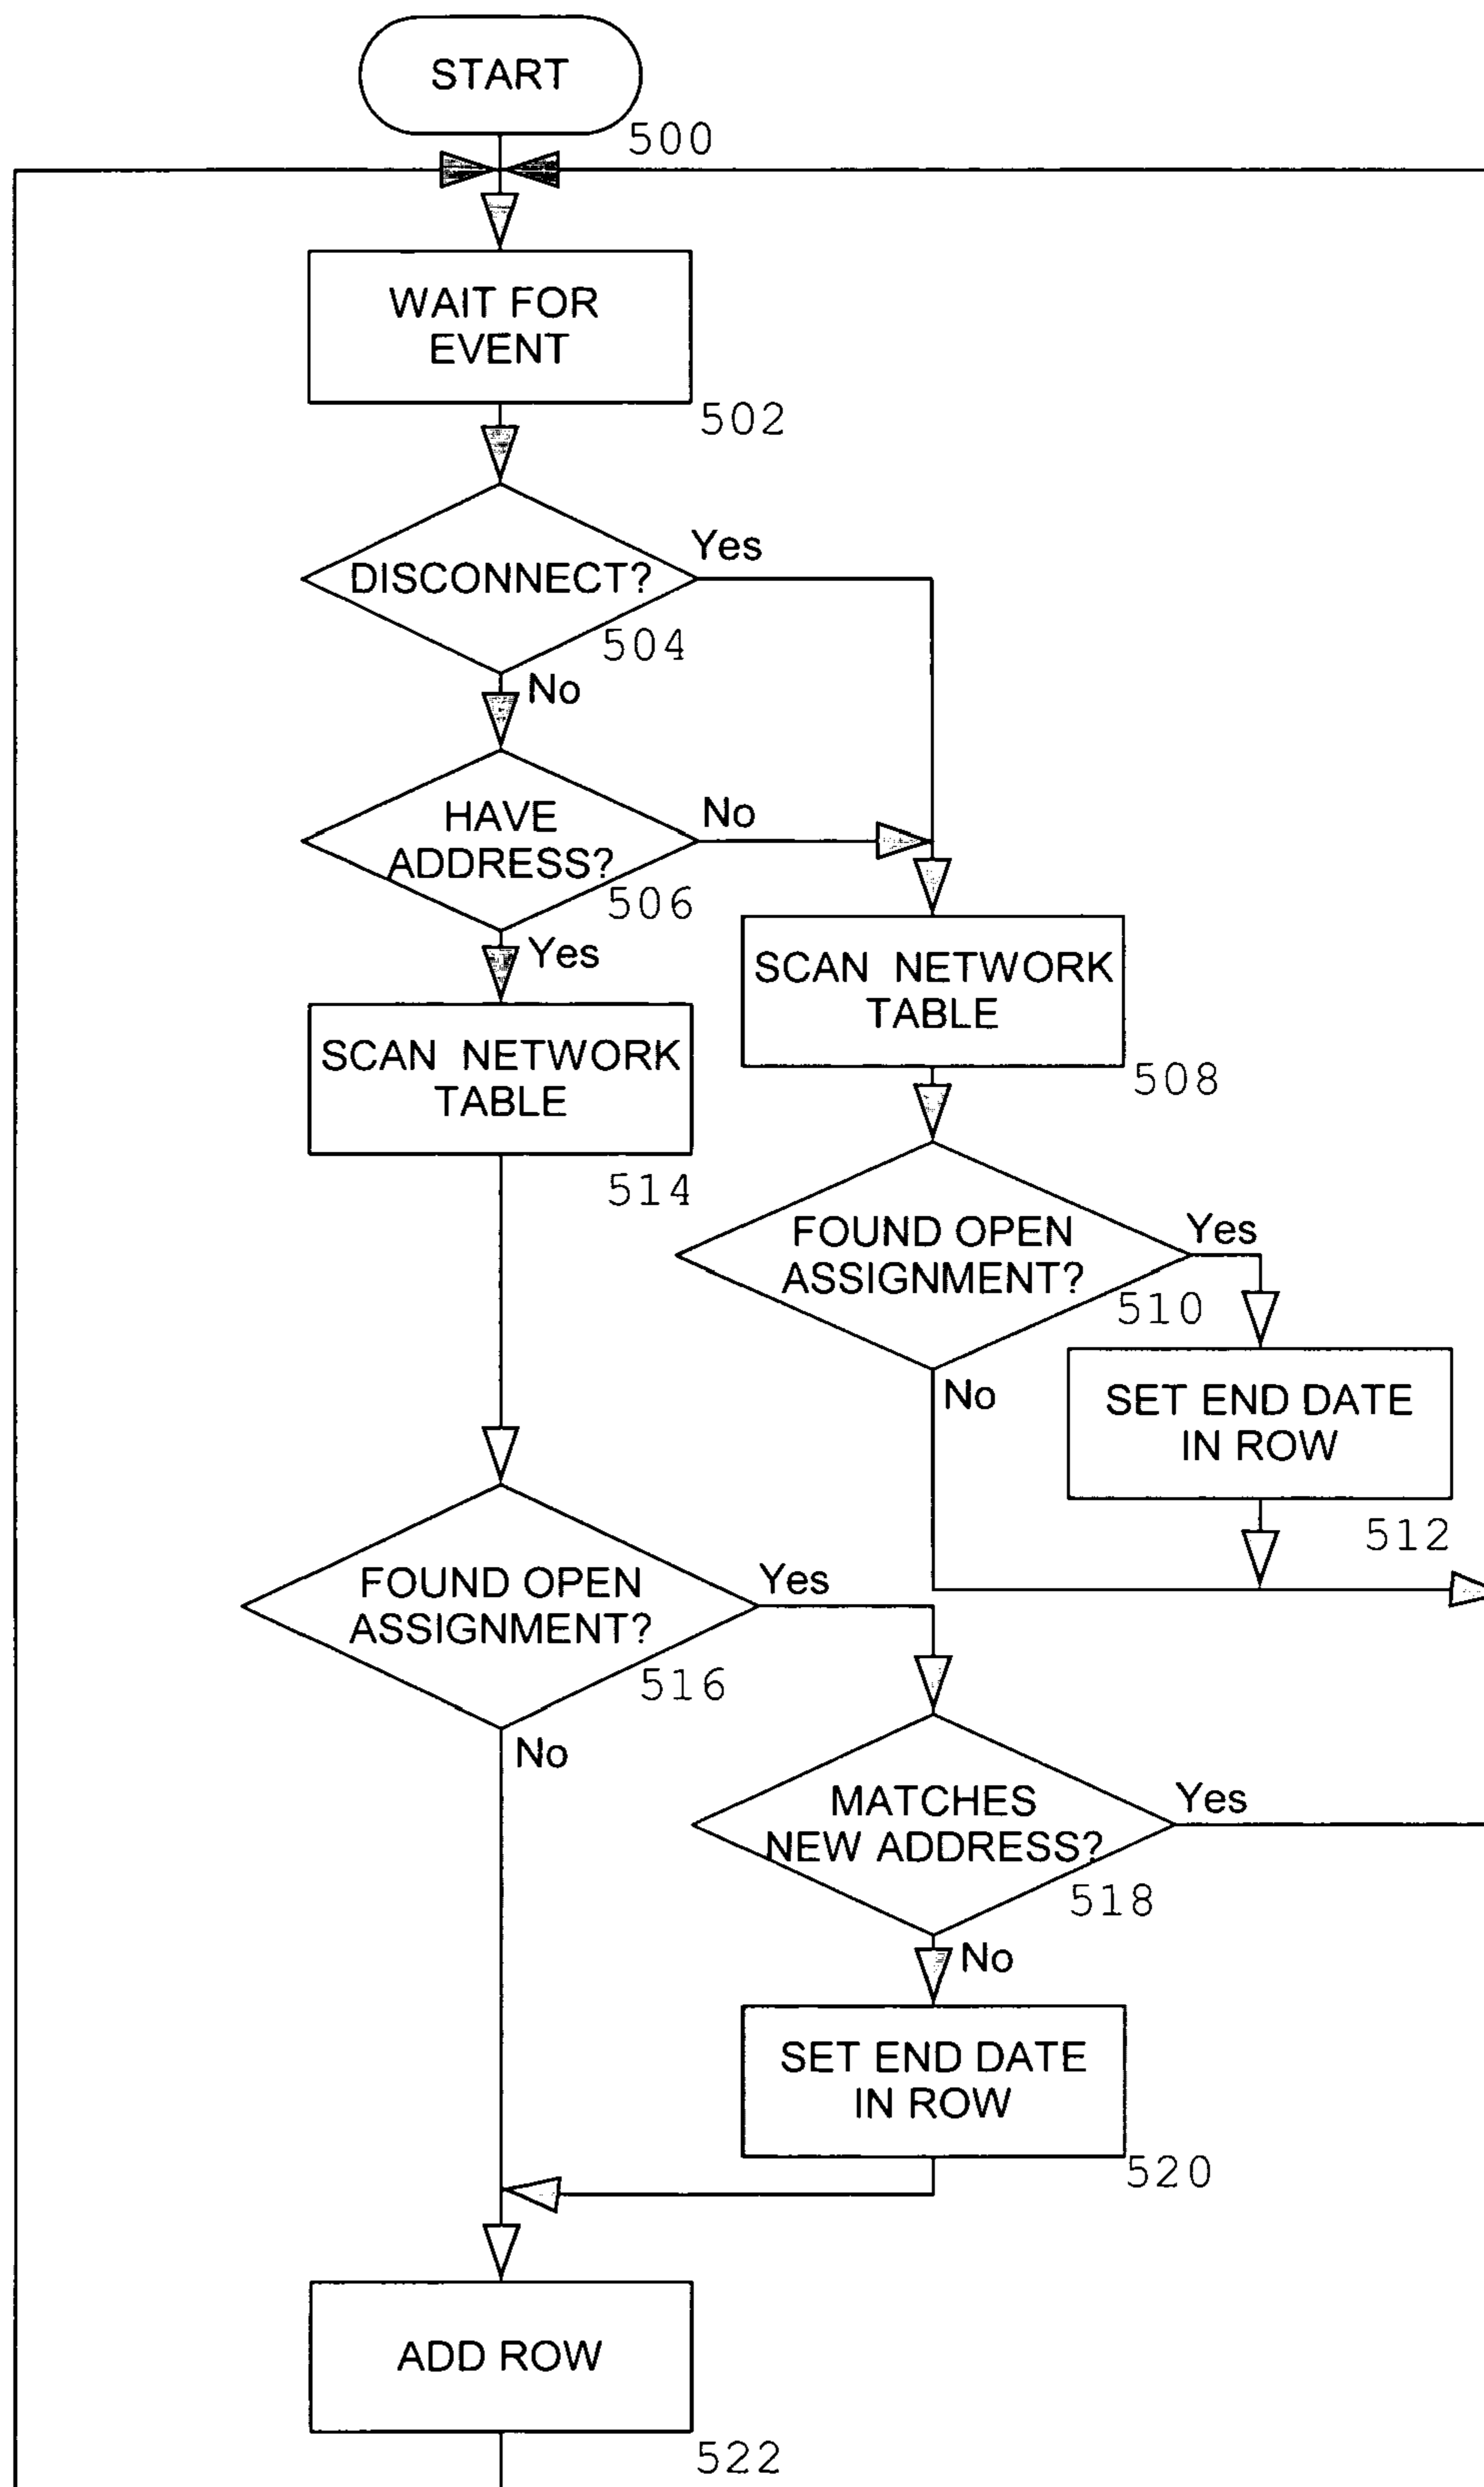 START
500
WAIT FOR
EVENT
502
DISCONNECT?
Yes
504
No
HAVE
ADDRESS?
No
506
Yes
SCAN NETWORK
TABLE
508
SCAN NETWORK
TABLE
514
FOUND OPEN
ASSIGNMENT?
Yes
510
No
SET END DATE
IN ROW
512
FOUND OPEN
ASSIGNMENT?
Yes
516
No
MATCHES
NEW ADDRESS?
Yes
518
No
SET END DATE
IN ROW
520
ADD ROW
522